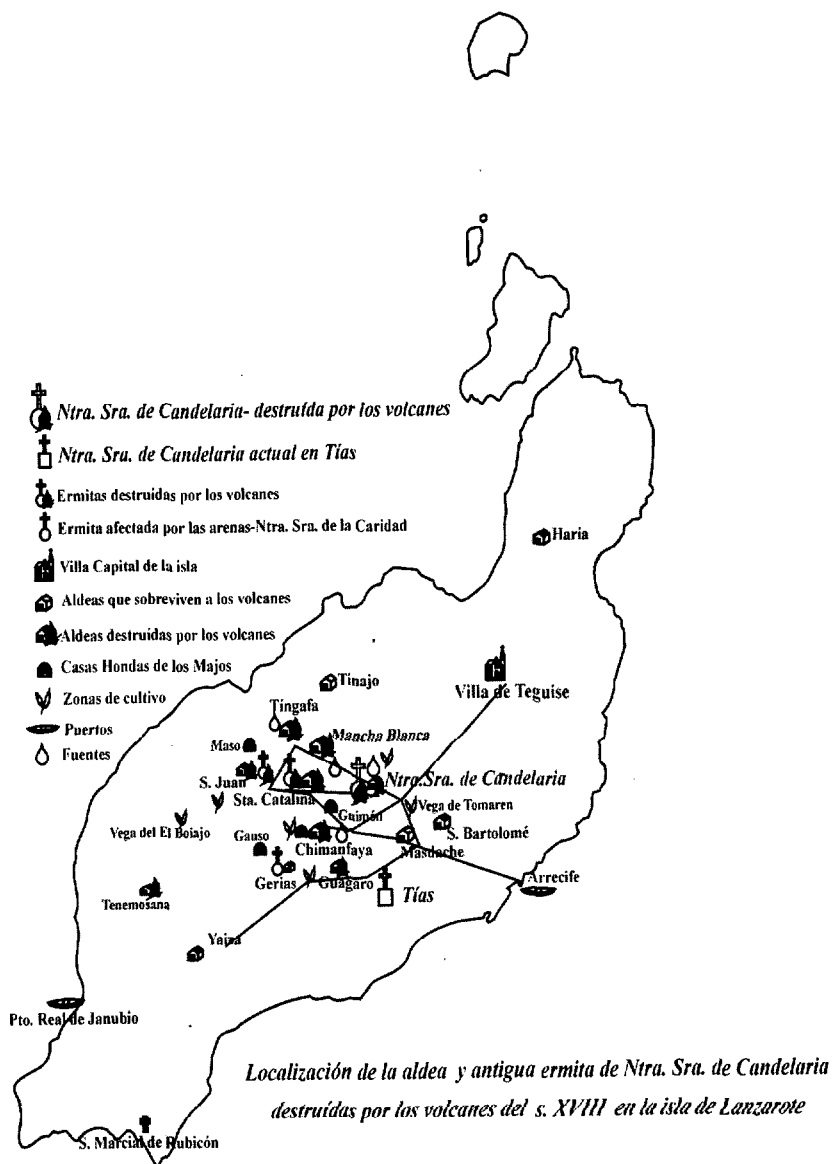 Ntra. Sra. de Candelaria- destruída por los volcanes
Ntra. Sra. de Candelaria actual en Tías
Ermitas destruidas por los volcanes
Ermita afectada por las arenas-Ntra. Sra. de la Caridad
Villa Capital de la isla
Aldeas que sobreviven a los volcanes
Aldeas destruídas por los volcanes
Casas Hondas de los Majos
Zonas de cultivo
Puertos
Fuentes
Haria
Tinajo
Villa de Teguise
Tíngafa
Mancha Blanca
Maso
S. Juan
Ntra.Sra. de Candelaria
Sta. Catalina
Vega de Tomaren
Guimón
Vega del El Boiajo
S. Bartolomé
Gauso
Chimanfaya
Masdache
Gerias
Guagaro
Arrecife
Tías
Tenemosana
Yaiza
Pto. Real de Janubio
Localización de la aldea y antigua ermita de Ntra. Sra. de Candelaria
destruídas por los volcanes del s. XVIII en la isla de Lanzarote
S. Marcial de Rubicón